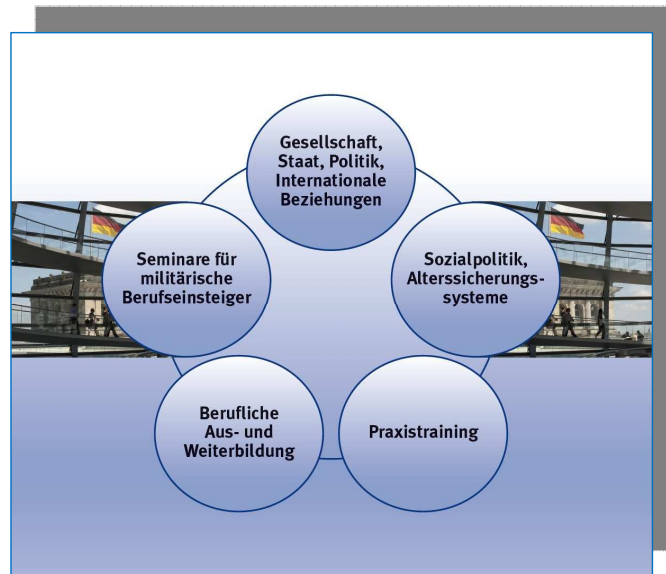 Gesellschaft,
Staat, Politik,
Internationale
Beziehungen
Seminare für
militärische
Berufseinsteiger
Sozialpolitik,
Alterssicherungs-
systeme
Berufliche
Aus- und
Weiterbildung
Praxistraining